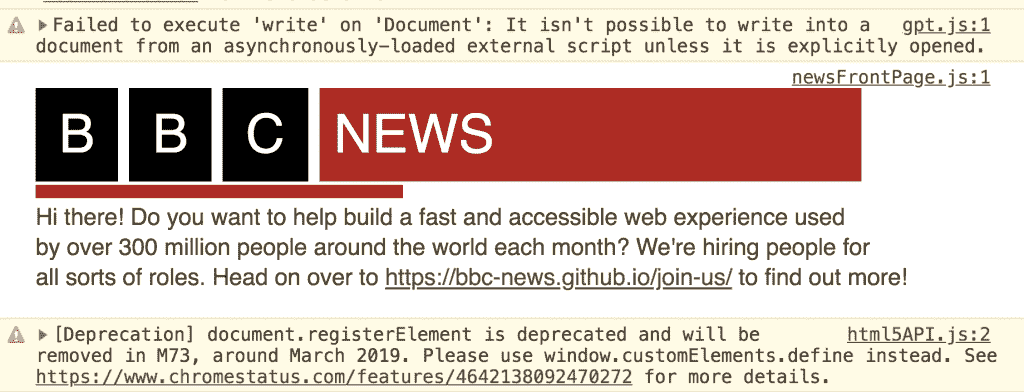 Failed to execute 'write' on 'Document': It isn't possible to write into a gpt.js:1
document from an asynchronously-loaded external script unless it is explicitly opened.
newsFrontPage.js:1
B B C NEWS
Hi there! Do you want to help build a fast and accessible web experience used
by over 300 million people around the world each month? We're hiring people for
all sorts of roles. Head on over to https://bbc-news.github.io/join-us/ to find out more!
[Deprecation] document.registerElement is deprecated and will be html5API.js:2
removed in M73, around March 2019. Please use window.customElements.define instead. See
https://www.chromestatus.com/features/4642138092470272 for more details.